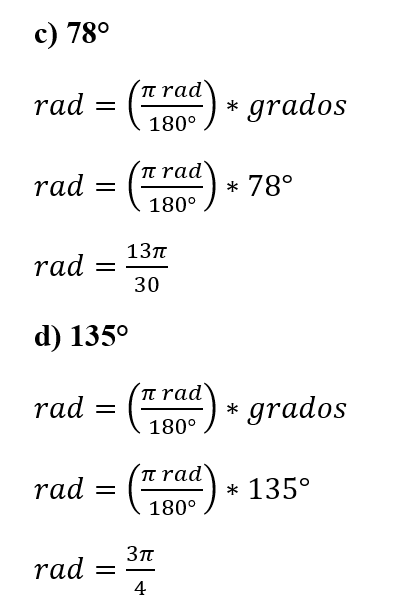 c) 78°
rad = (π rad / 180°) * grados
rad = (π rad / 180°) * 78°
rad = 13π / 30
d) 135°
rad = (π rad / 180°) * grados
rad = (π rad / 180°) * 135°
rad = 3π / 4